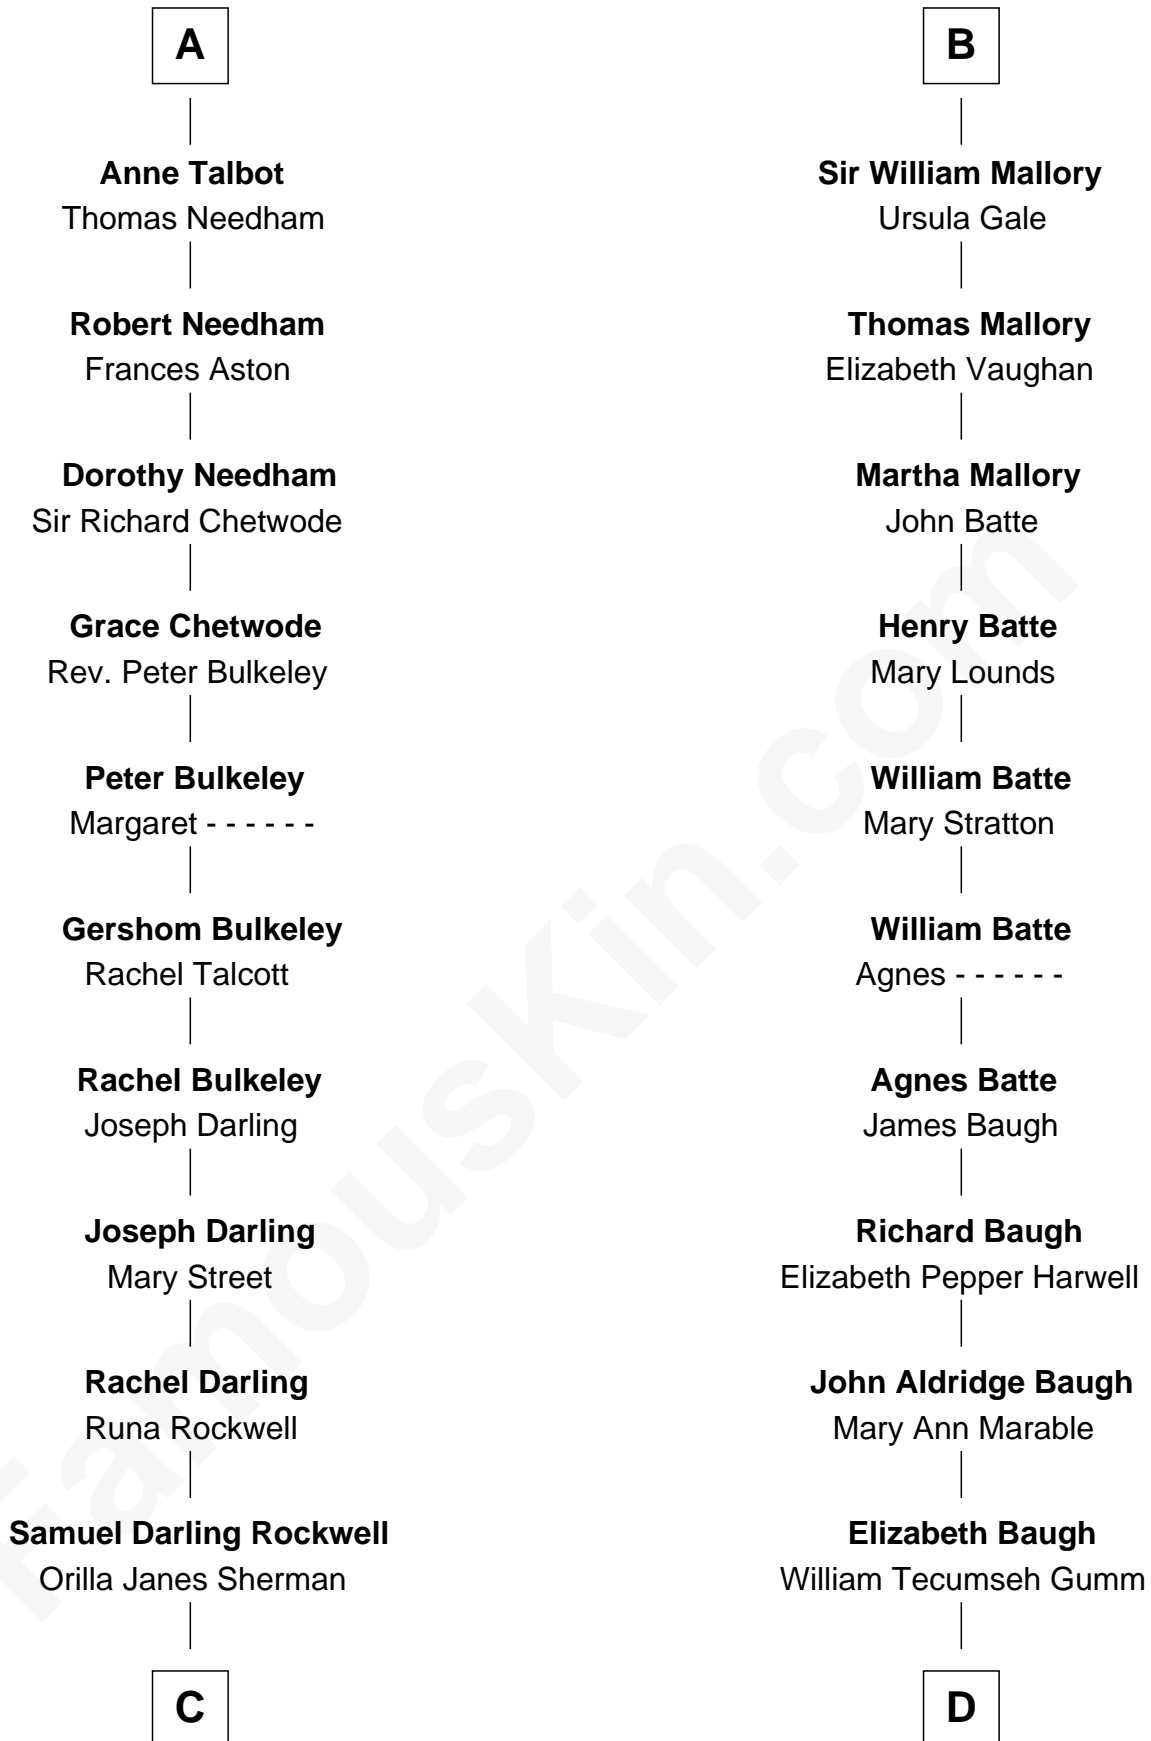 A
Anne Talbot
Thomas Needham
Robert Needham
Frances Aston
Dorothy Needham
Sir Richard Chetwode
Grace Chetwode
Rev. Peter Bulkeley
Peter Bulkeley
Margaret - - - - - -
Gershom Bulkeley
Rachel Talcott
Rachel Bulkeley
Joseph Darling
Joseph Darling
Mary Street
Rachel Darling
Runa Rockwell
Samuel Darling Rockwell
Orilla Janes Sherman
C
B
Sir William Mallory
Ursula Gale
Thomas Mallory
Elizabeth Vaughan
Martha Mallory
John Batte
Henry Batte
Mary Lounds
William Batte
Mary Stratton
William Batte
Agnes - - - - - -
Agnes Batte
James Baugh
Richard Baugh
Elizabeth Pepper Harwell
John Aldridge Baugh
Mary Ann Marable
Elizabeth Baugh
William Tecumseh Gumm
D
FamousKin.com